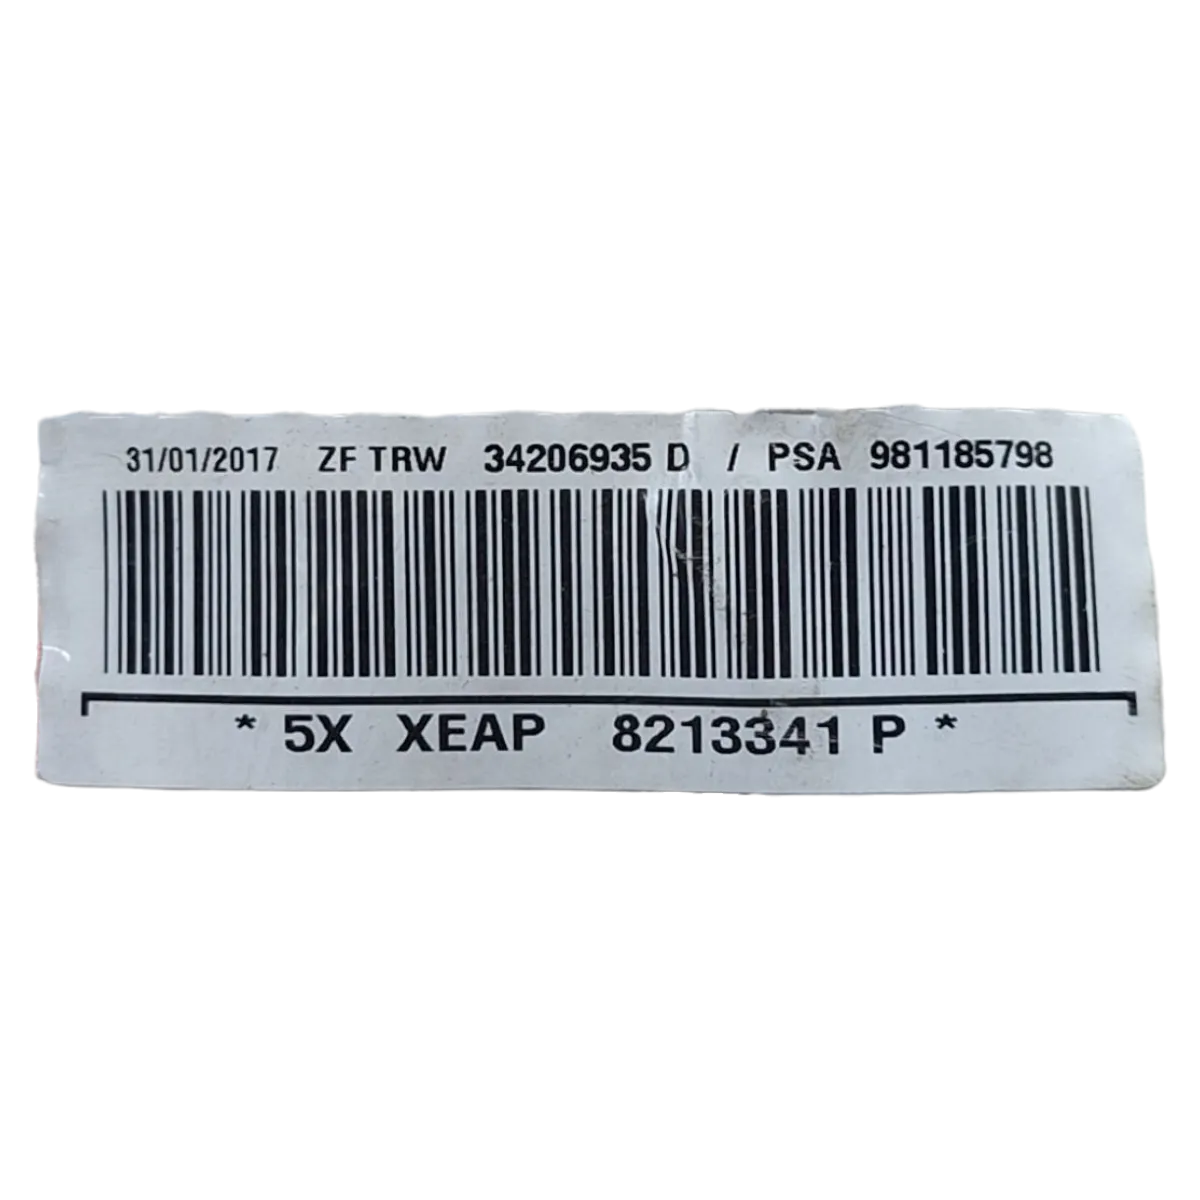 31/01/2017 ZF TRW 34206935 D / PSA 981185798
* 5X XEAP 8213341 P *